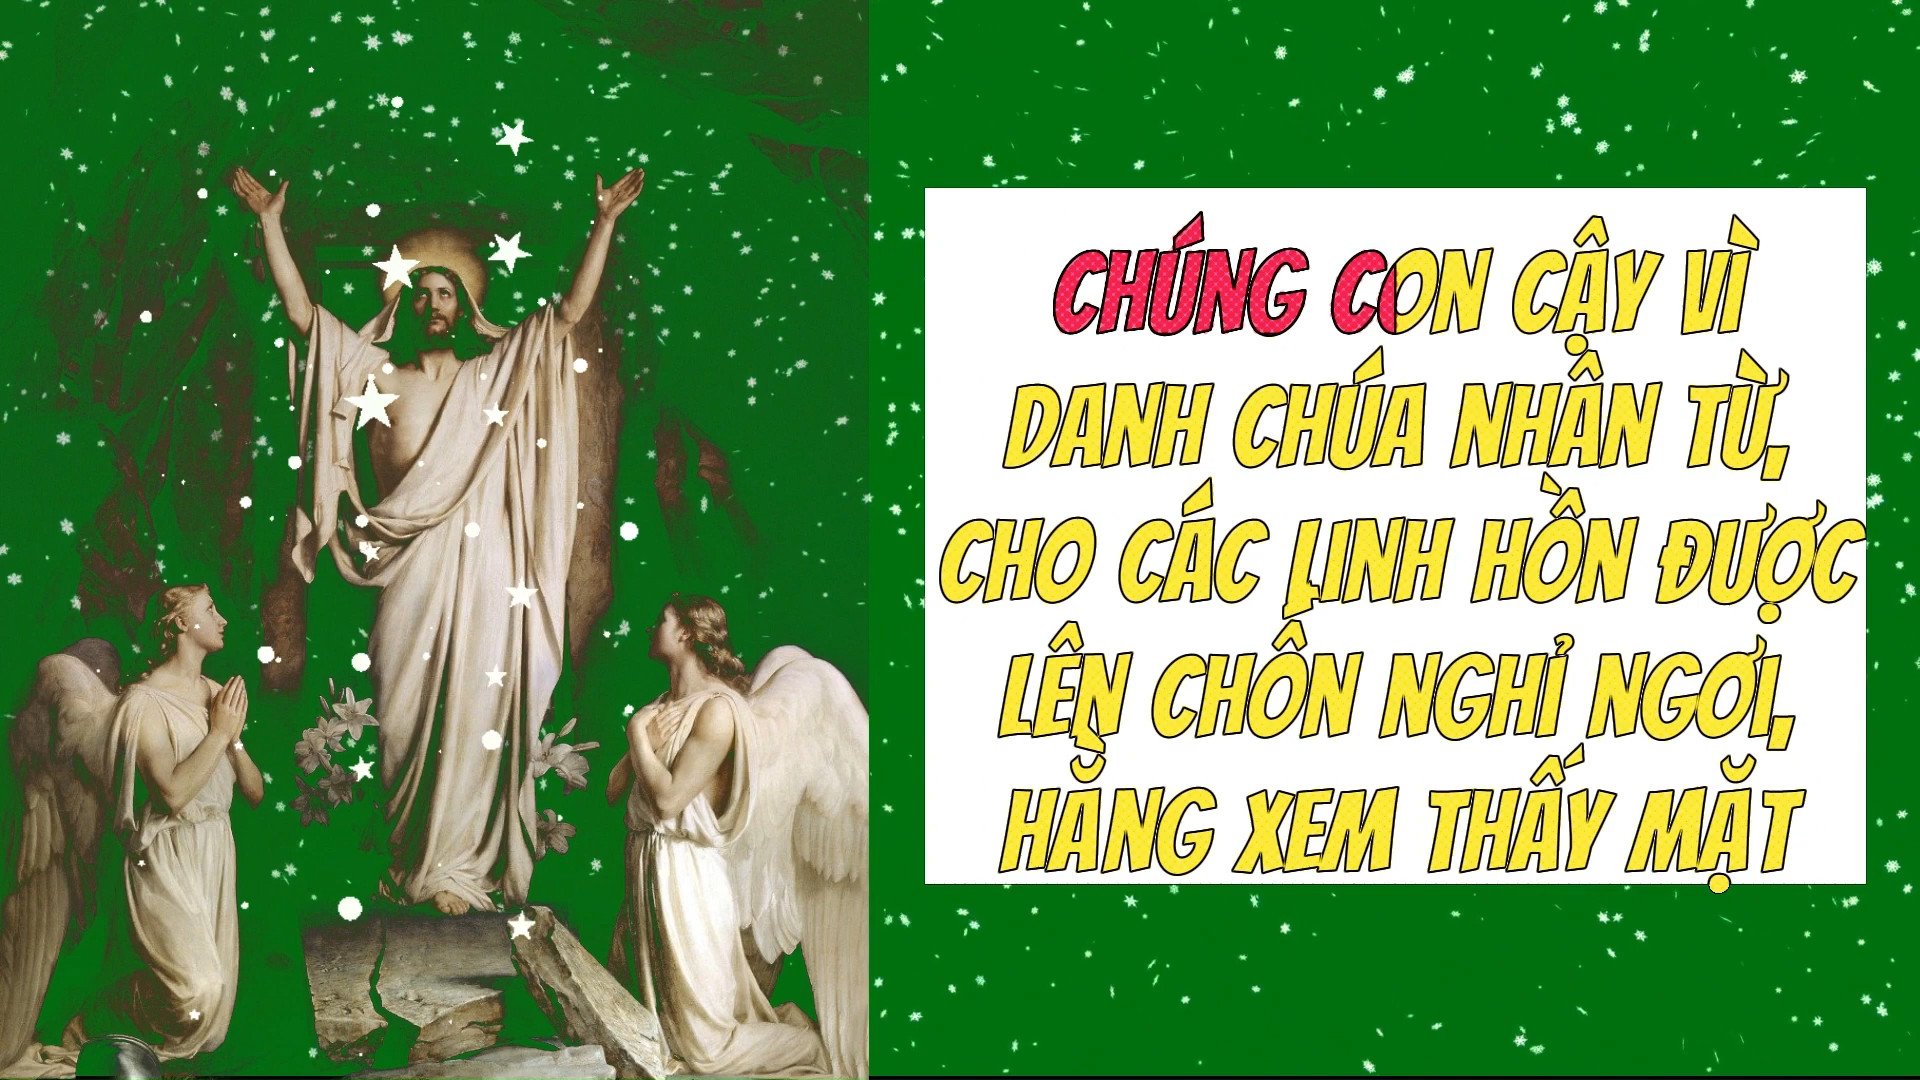 CHÚNG CON CẬY VÌ
DANH CHÚA NHÂN TỪ,
CHO CÁC LINH HỒN ĐƯỢC
LÊN CHỐN NGHỈ NGƠI,
HẰNG XEM THẤY MẶT